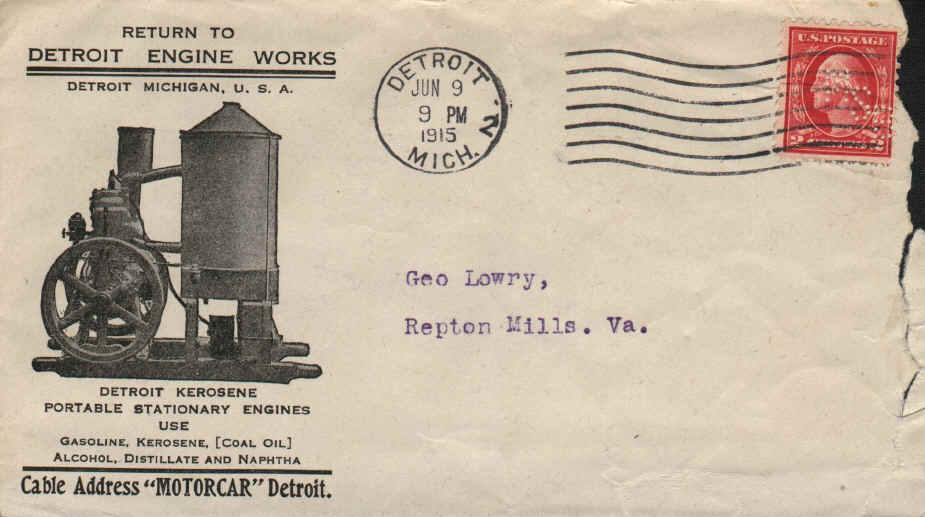 RETURN TO
DETROIT ENGINE WORKS
DETROIT MICHIGAN, U. S. A.
DETROIT
JUN 9
9 PM
1915
MICH.
2
U.S. POSTAGE
2 2
Geo Lowry,
Repton Mills. Va.
DETROIT KEROSENE
PORTABLE STATIONARY ENGINES
USE
GASOLINE, KEROSENE, [COAL OIL]
ALCOHOL, DISTILLATE AND NAPHTHA
Cable Address "MOTORCAR" Detroit.